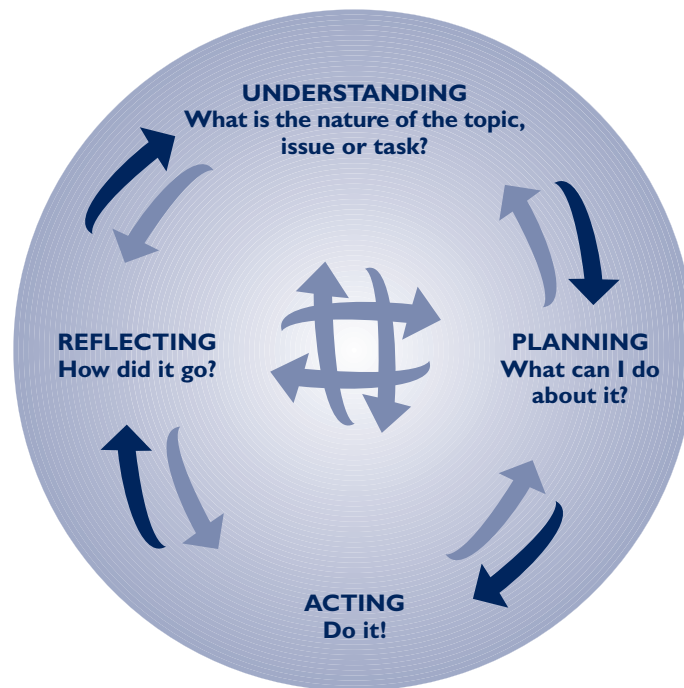 UNDERSTANDING
What is the nature of the topic,
issue or task?
REFLECTING
How did it go?
PLANNING
What can I do
about it?
ACTING
Do it!